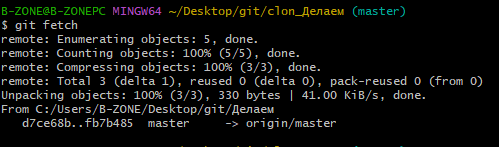 B-ZONE@B-ZONEPC MINGW64 ~/Desktop/git/clon_Делаем (master)
$ git fetch
remote: Enumerating objects: 5, done.
remote: Counting objects: 100% (5/5), done.
remote: Compressing objects: 100% (3/3), done.
remote: Total 3 (delta 1), reused 0 (delta 0), pack-reused 0 (from 0)
Unpacking objects: 100% (3/3), 330 bytes | 41.00 KiB/s, done.
From C:/Users/B-ZONE/Desktop/git/Делаем
   d7ce68b..fb7b485  master     -> origin/master